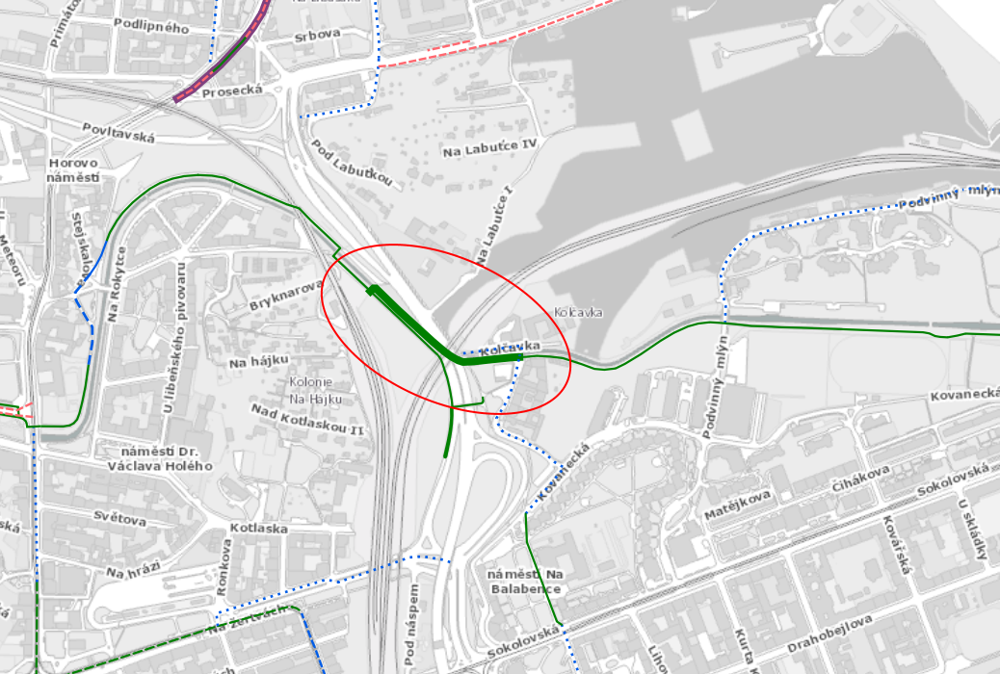 Podlipného
Srbova
Prosecká
Povltavská
Na Labuťce IV
Pod Labuťkou
Horovo
náměstí
Na Labuťce I
Na Rokytce
U libeňského pivovaru
Bryknarova
Kolčavka
Kolčavka
Na hájku
Kolonie
Na Hájku
Nad Kotlaskou II
Podvinný mlýn
Podvinný mlýn
Kovanecká
Kovanecká
náměstí Dr.
Václava Holého
Světova
Kotlaska
Na hrázi
Ronkova
Matějkova
Čihákova
Sokolovská
U skládky
Kovářská
náměstí Na
Balabence
Na žertvách
Pod náspem
Sokolovská
Drahobejlova